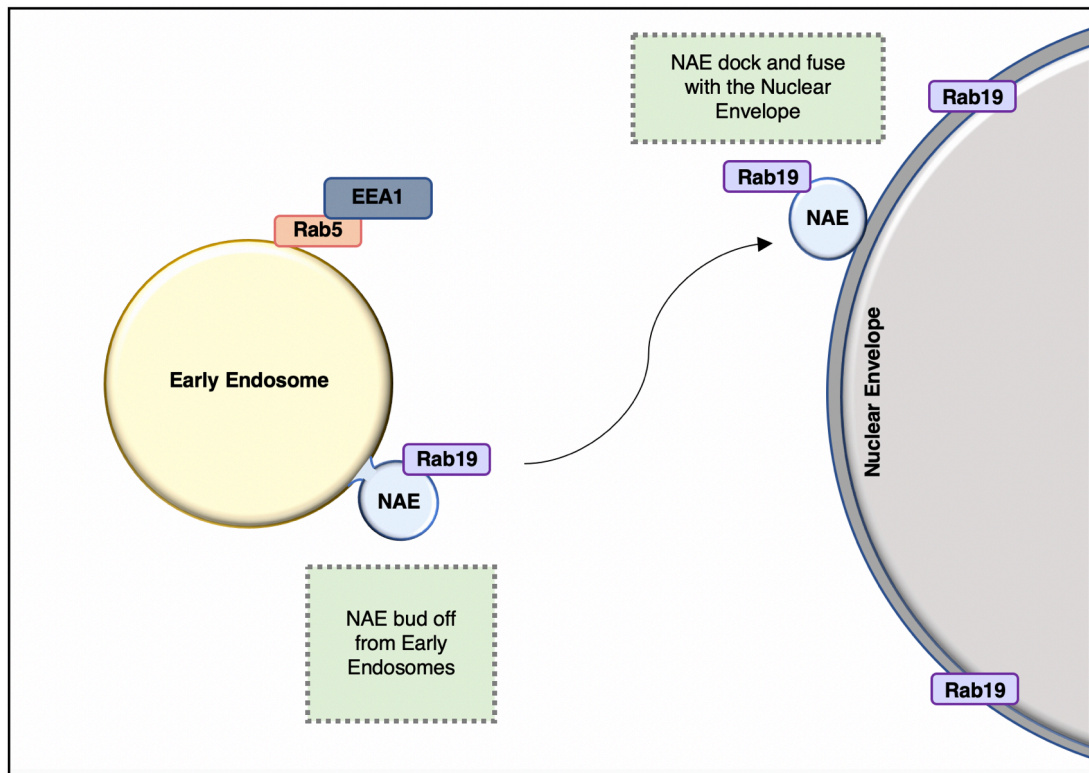 NAE dock and fuse
with the Nuclear
Envelope
Rab19
Rab19
NAE
EEA1
Rab5
Early Endosome
Nuclear Envelope
Rab19
NAE
NAE bud off
from Early
Endosomes
Rab19